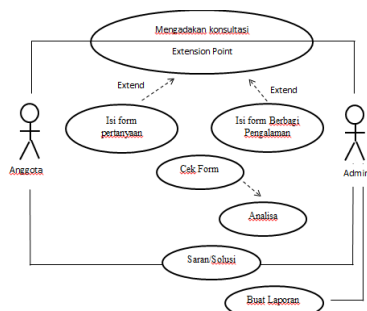 Mengadakan konsultasi
Extension Point
Extend
Extend
Isi form
pertanyaan
Isi form Berbagi
Pengalaman
Anggota
Admin
Cek Form
Analisa
Saran/Solusi
Buat Laporan